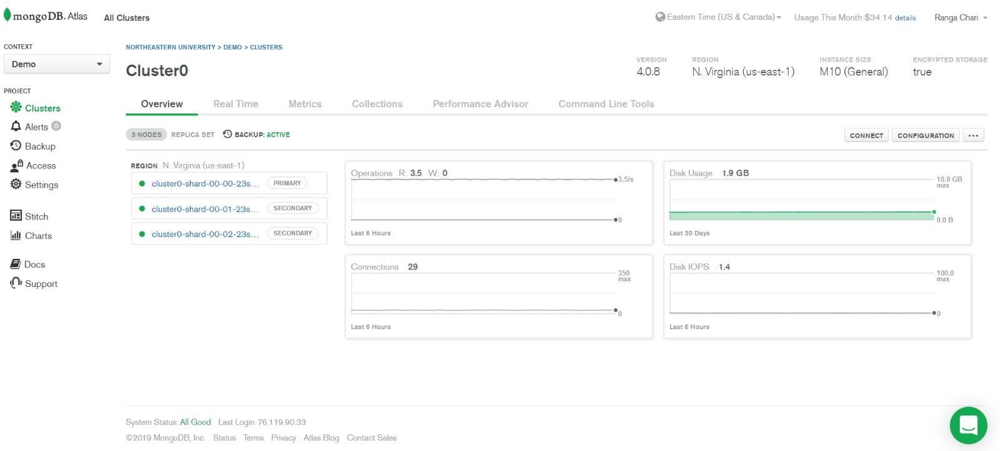 mongoDB. Atlas All Clusters Eastern Time (US & Canada) Usage This Month:$34.14 details Ranga Chari
CONTEXT
Demo
PROJECT
Clusters
Alerts 0
Backup
Access
Settings
Stitch
Charts
Docs
Support
NORTHEASTERN UNIVERSITY > DEMO > CLUSTERS
Cluster0
VERSION REGION INSTANCE SIZE ENCRYPTED STORAGE
4.0.8 N. Virginia (us-east-1) M10 (General) true
Overview Real Time Metrics Collections Performance Advisor Command Line Tools
3 NODES REPLICA SET BACKUP: ACTIVE CONNECT CONFIGURATION ...
REGION N. Virginia (us-east-1)
cluster0-shard-00-00-23s... PRIMARY
cluster0-shard-00-01-23s... SECONDARY
cluster0-shard-00-02-23s... SECONDARY
Operations R: 3.5 W: 0
3.5/s
0
Last 6 Hours
Disk Usage 1.9 GB
10.0 GB
max
0.0 B
Last 30 Days
Connections 29
350
max
0
Last 6 Hours
Disk IOPS 1.4
100.0
max
0
Last 6 Hours
System Status: All Good Last Login: 76.119.90.33
©2019 MongoDB, Inc. Status Terms Privacy Atlas Blog Contact Sales